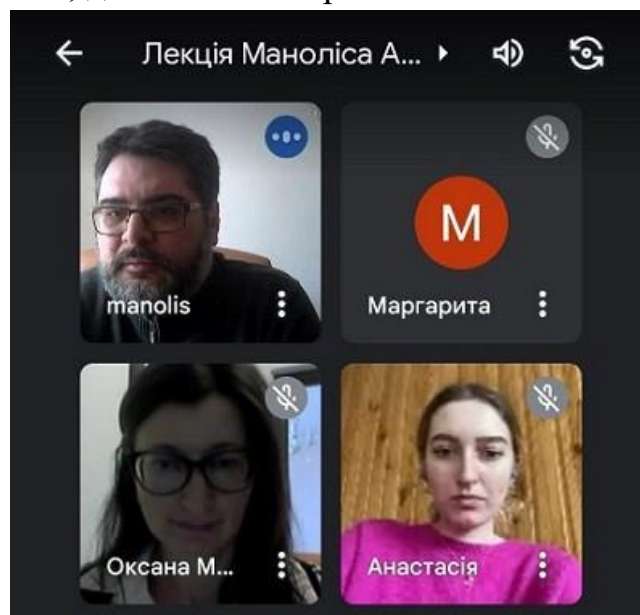 Лекція Маноліса А...
M
manolis
Маргарита
Оксана М...
Анастасія